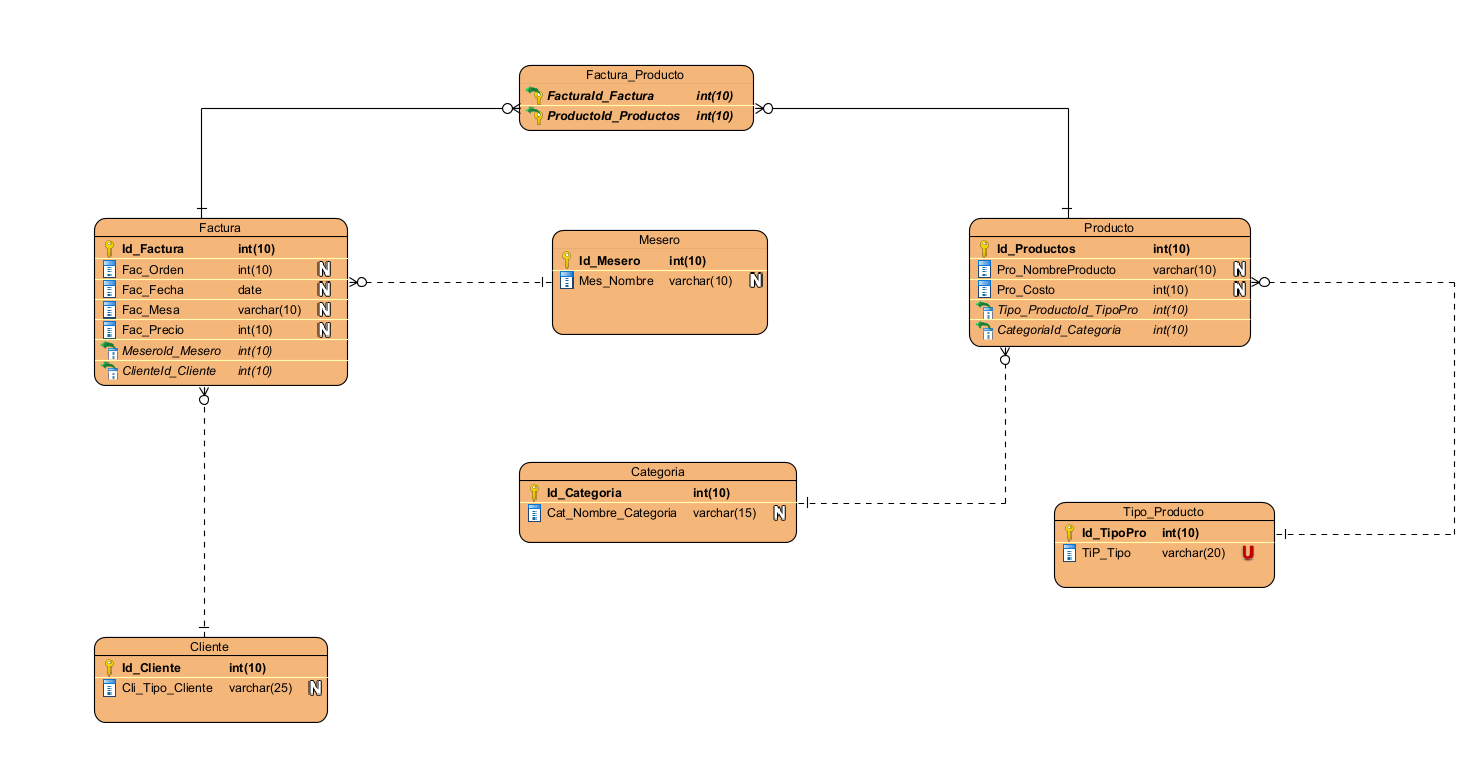 Factura_Producto
FacturaId_Factura int(10)
ProductoId_Productos int(10)
Factura
Id_Factura int(10)
Fac_Orden int(10) N
Fac_Fecha date N
Fac_Mesa varchar(10) N
Fac_Precio int(10) N
MeseroId_Mesero int(10)
ClienteId_Cliente int(10)
Mesero
Id_Mesero int(10)
Mes_Nombre varchar(10) N
Producto
Id_Productos int(10)
Pro_NombreProducto varchar(10) N
Pro_Costo int(10) N
Tipo_ProductoId_TipoPro int(10)
CategoriaId_Categoria int(10)
Categoria
Id_Categoria int(10)
Cat_Nombre_Categoria varchar(15) N
Tipo_Producto
Id_TipoPro int(10)
TiP_Tipo varchar(20) U
Cliente
Id_Cliente int(10)
Cli_Tipo_Cliente varchar(25) N